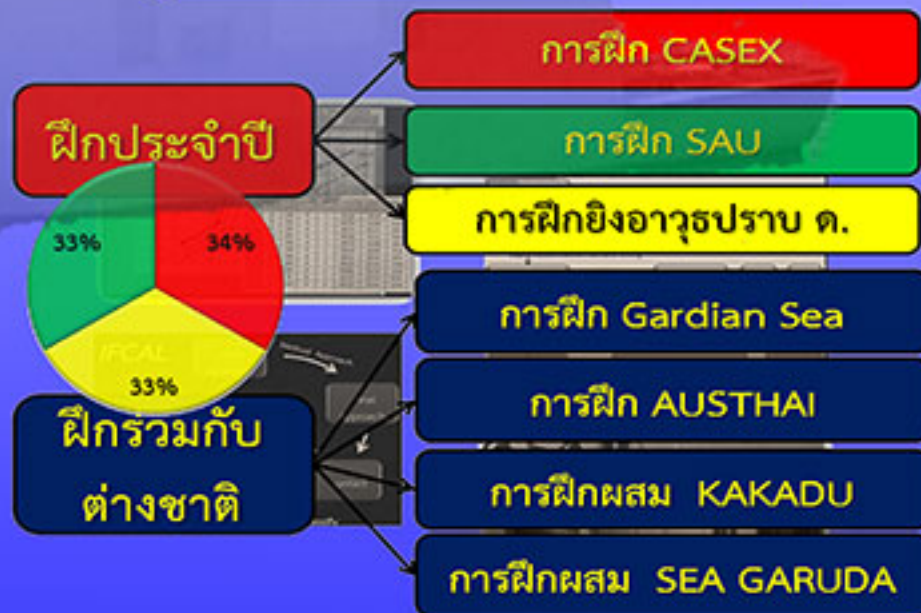 ฝึกประจำปี
การฝึก CASEX
การฝึก SAU
การฝึกยิงอาวุธปราบ ด.
33%
34%
33%
IFCAL
ฝึกร่วมกับ
ต่างชาติ
การฝึก Gardian Sea
การฝึก AUSTHAI
การฝึกผสม KAKADU
การฝึกผสม SEA GARUDA